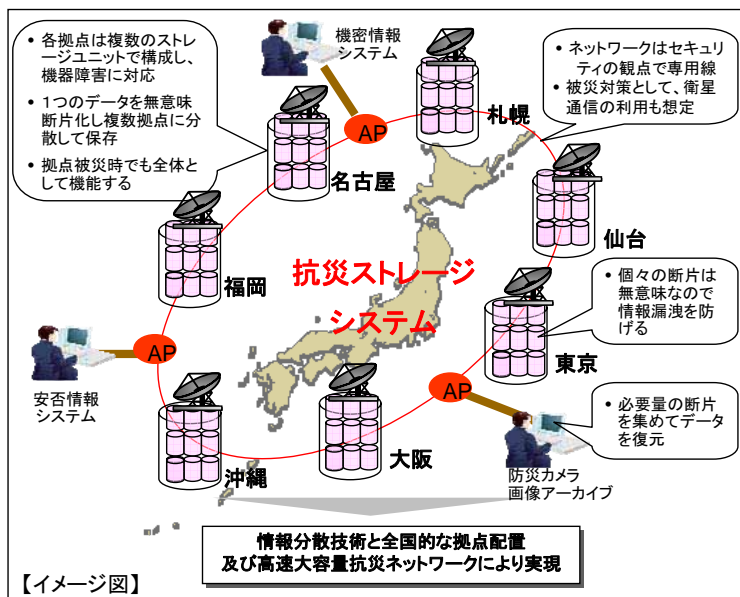 • 各拠点は複数のストレ
ージユニットで構成し、
機器障害に対応
• 1つのデータを無意味
断片化し複数拠点に分
散して保存
• 拠点被災時でも全体と
して機能する
機密情報
システム
• ネットワークはセキュリ
ティの観点で専用線
• 被災対策として、衛星
通信の利用も想定
AP
札幌
名古屋
仙台
福岡
抗災ストレージ
システム
• 個々の断片は
無意味なので
情報漏洩を防
げる
東京
AP
安否情報
システム
AP
• 必要量の断片
を集めてデータ
を復元
沖縄
大阪
防災カメラ
画像アーカイブ
情報分散技術と全国的な拠点配置
及び高速大容量抗災ネットワークにより実現
【イメージ図】